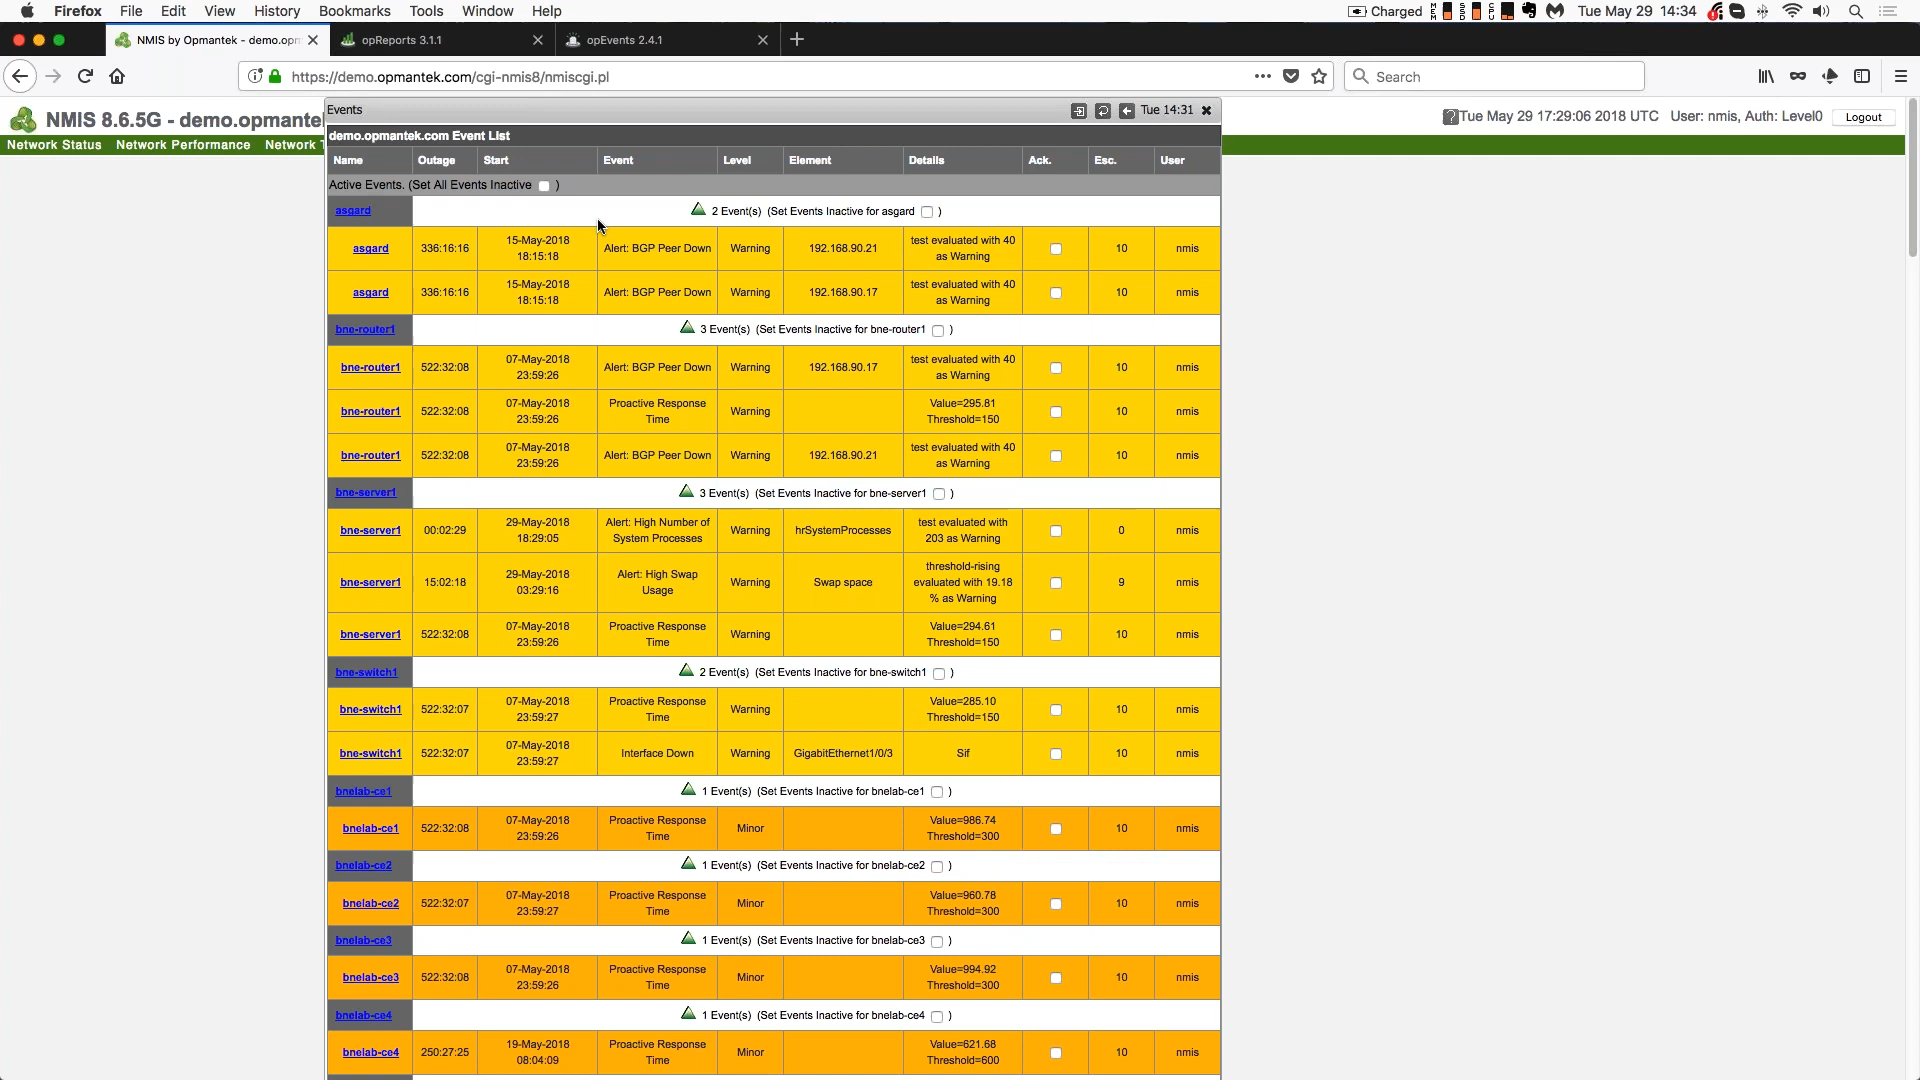 Firefox File Edit View History Bookmarks Tools Window Help Charged Tue May 29 14:34
NMIS by Opmantek - demo.opm opReports 3.1.1 opEvents 2.4.1
https://demo.opmantek.com/cgi-nmis8/nmiscgi.pl Search
Events Tue 14:31
NMIS 8.6.5G - demo.opmante Tue May 29 17:29:06 2018 UTC User: nmis, Auth: Level0 Logout
demo.opmantek.com Event List
Network Status Network Performance Network
Name Outage Start Event Level Element Details Ack. Esc. User
Active Events. (Set All Events Inactive )
asgard 2 Event(s) (Set Events Inactive for asgard )
asgard 336:16:16 15-May-2018 18:15:18 Alert: BGP Peer Down Warning 192.168.90.21 test evaluated with 40 as Warning 10 nmis
asgard 336:16:16 15-May-2018 18:15:18 Alert: BGP Peer Down Warning 192.168.90.17 test evaluated with 40 as Warning 10 nmis
bne-router1 3 Event(s) (Set Events Inactive for bne-router1 )
bne-router1 522:32:08 07-May-2018 23:59:26 Alert: BGP Peer Down Warning 192.168.90.17 test evaluated with 40 as Warning 10 nmis
bne-router1 522:32:08 07-May-2018 23:59:26 Proactive Response Time Warning Value=295.81 Threshold=150 10 nmis
bne-router1 522:32:08 07-May-2018 23:59:26 Alert: BGP Peer Down Warning 192.168.90.21 test evaluated with 40 as Warning 10 nmis
bne-server1 3 Event(s) (Set Events Inactive for bne-server1 )
bne-server1 00:02:29 29-May-2018 18:29:05 Alert: High Number of System Processes Warning hrSystemProcesses test evaluated with 203 as Warning 0 nmis
bne-server1 15:02:18 29-May-2018 03:29:16 Alert: High Swap Usage Warning Swap space threshold-rising evaluated with 19.18 % as Warning 9 nmis
bne-server1 522:32:08 07-May-2018 23:59:26 Proactive Response Time Warning Value=294.61 Threshold=150 10 nmis
bne-switch1 2 Event(s) (Set Events Inactive for bne-switch1 )
bne-switch1 522:32:07 07-May-2018 23:59:27 Proactive Response Time Warning Value=285.10 Threshold=150 10 nmis
bne-switch1 522:32:07 07-May-2018 23:59:27 Interface Down Warning GigabitEthernet1/0/3 Sif 10 nmis
bnelab-ce1 1 Event(s) (Set Events Inactive for bnelab-ce1 )
bnelab-ce1 522:32:08 07-May-2018 23:59:26 Proactive Response Time Minor Value=986.74 Threshold=300 10 nmis
bnelab-ce2 1 Event(s) (Set Events Inactive for bnelab-ce2 )
bnelab-ce2 522:32:07 07-May-2018 23:59:27 Proactive Response Time Minor Value=960.78 Threshold=300 10 nmis
bnelab-ce3 1 Event(s) (Set Events Inactive for bnelab-ce3 )
bnelab-ce3 522:32:08 07-May-2018 23:59:26 Proactive Response Time Minor Value=994.92 Threshold=300 10 nmis
bnelab-ce4 1 Event(s) (Set Events Inactive for bnelab-ce4 )
bnelab-ce4 250:27:25 19-May-2018 08:04:09 Proactive Response Time Minor Value=621.68 Threshold=600 10 nmis